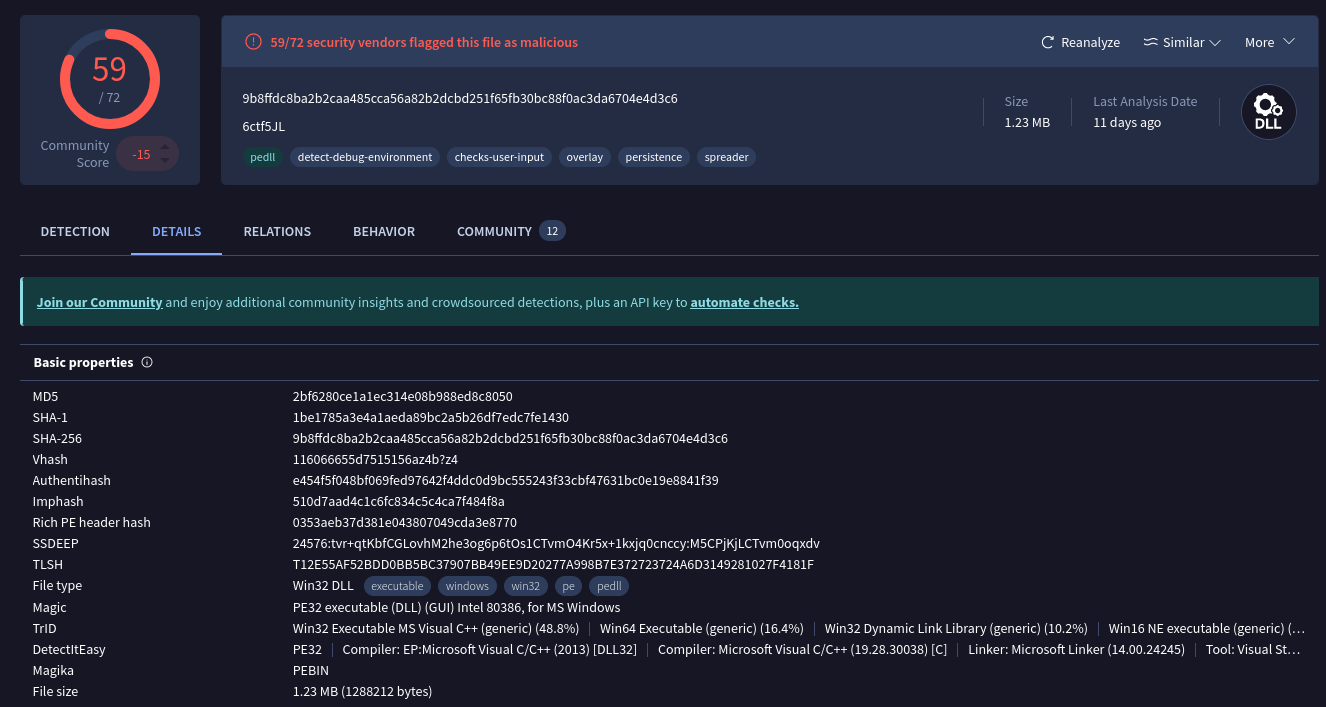 59
/ 72
Community
Score
-15
59/72 security vendors flagged this file as malicious
Reanalyze
Similar
More
9b8ffdc8ba2b2caa485cca56a82b2dcbd251f65fb30bc88f0ac3da6704e4d3c6
6ctf5JL
Size
1.23 MB
Last Analysis Date
11 days ago
DLL
pedll detect-debug-environment checks-user-input overlay persistence spreader
DETECTION DETAILS RELATIONS BEHAVIOR COMMUNITY 12
Join our Community and enjoy additional community insights and crowdsourced detections, plus an API key to automate checks.
Basic properties
MD5 2bf6280ce1a1ec314e08b988ed8c8050
SHA-1 1be1785a3e4a1aeda89bc2a5b26df7edc7fe1430
SHA-256 9b8ffdc8ba2b2caa485cca56a82b2dcbd251f65fb30bc88f0ac3da6704e4d3c6
Vhash 116066655d7515156az4b?z4
Authentihash e454f5f048bf069fed97642f4ddc0d9bc555243f33cbf47631bc0e19e8841f39
Imphash 510d7aad4c1c6fc834c5c4ca7f484f8a
Rich PE header hash 0353aeb37d381e043807049cda3e8770
SSDEEP 24576:tvr+qtKbfCGLovhM2he3og6p6tOs1CTvmO4Kr5x+1kxjq0cnccy:M5CPjKjLCTvm0oqxdv
TLSH T12E55AF52BDD0BB5BC37907BB49EE9D20277A998B7E372723724A6D3149281027F4181F
File type Win32 DLL executable windows win32 pe pedll
Magic PE32 executable (DLL) (GUI) Intel 80386, for MS Windows
TrID Win32 Executable MS Visual C++ (generic) (48.8%) | Win64 Executable (generic) (16.4%) | Win32 Dynamic Link Library (generic) (10.2%) | Win16 NE executable (generic) (…
DetectItEasy PE32 | Compiler: EP:Microsoft Visual C/C++ (2013) [DLL32] | Compiler: Microsoft Visual C/C++ (19.28.30038) [C] | Linker: Microsoft Linker (14.00.24245) | Tool: Visual St…
Magika PEBIN
File size 1.23 MB (1288212 bytes)